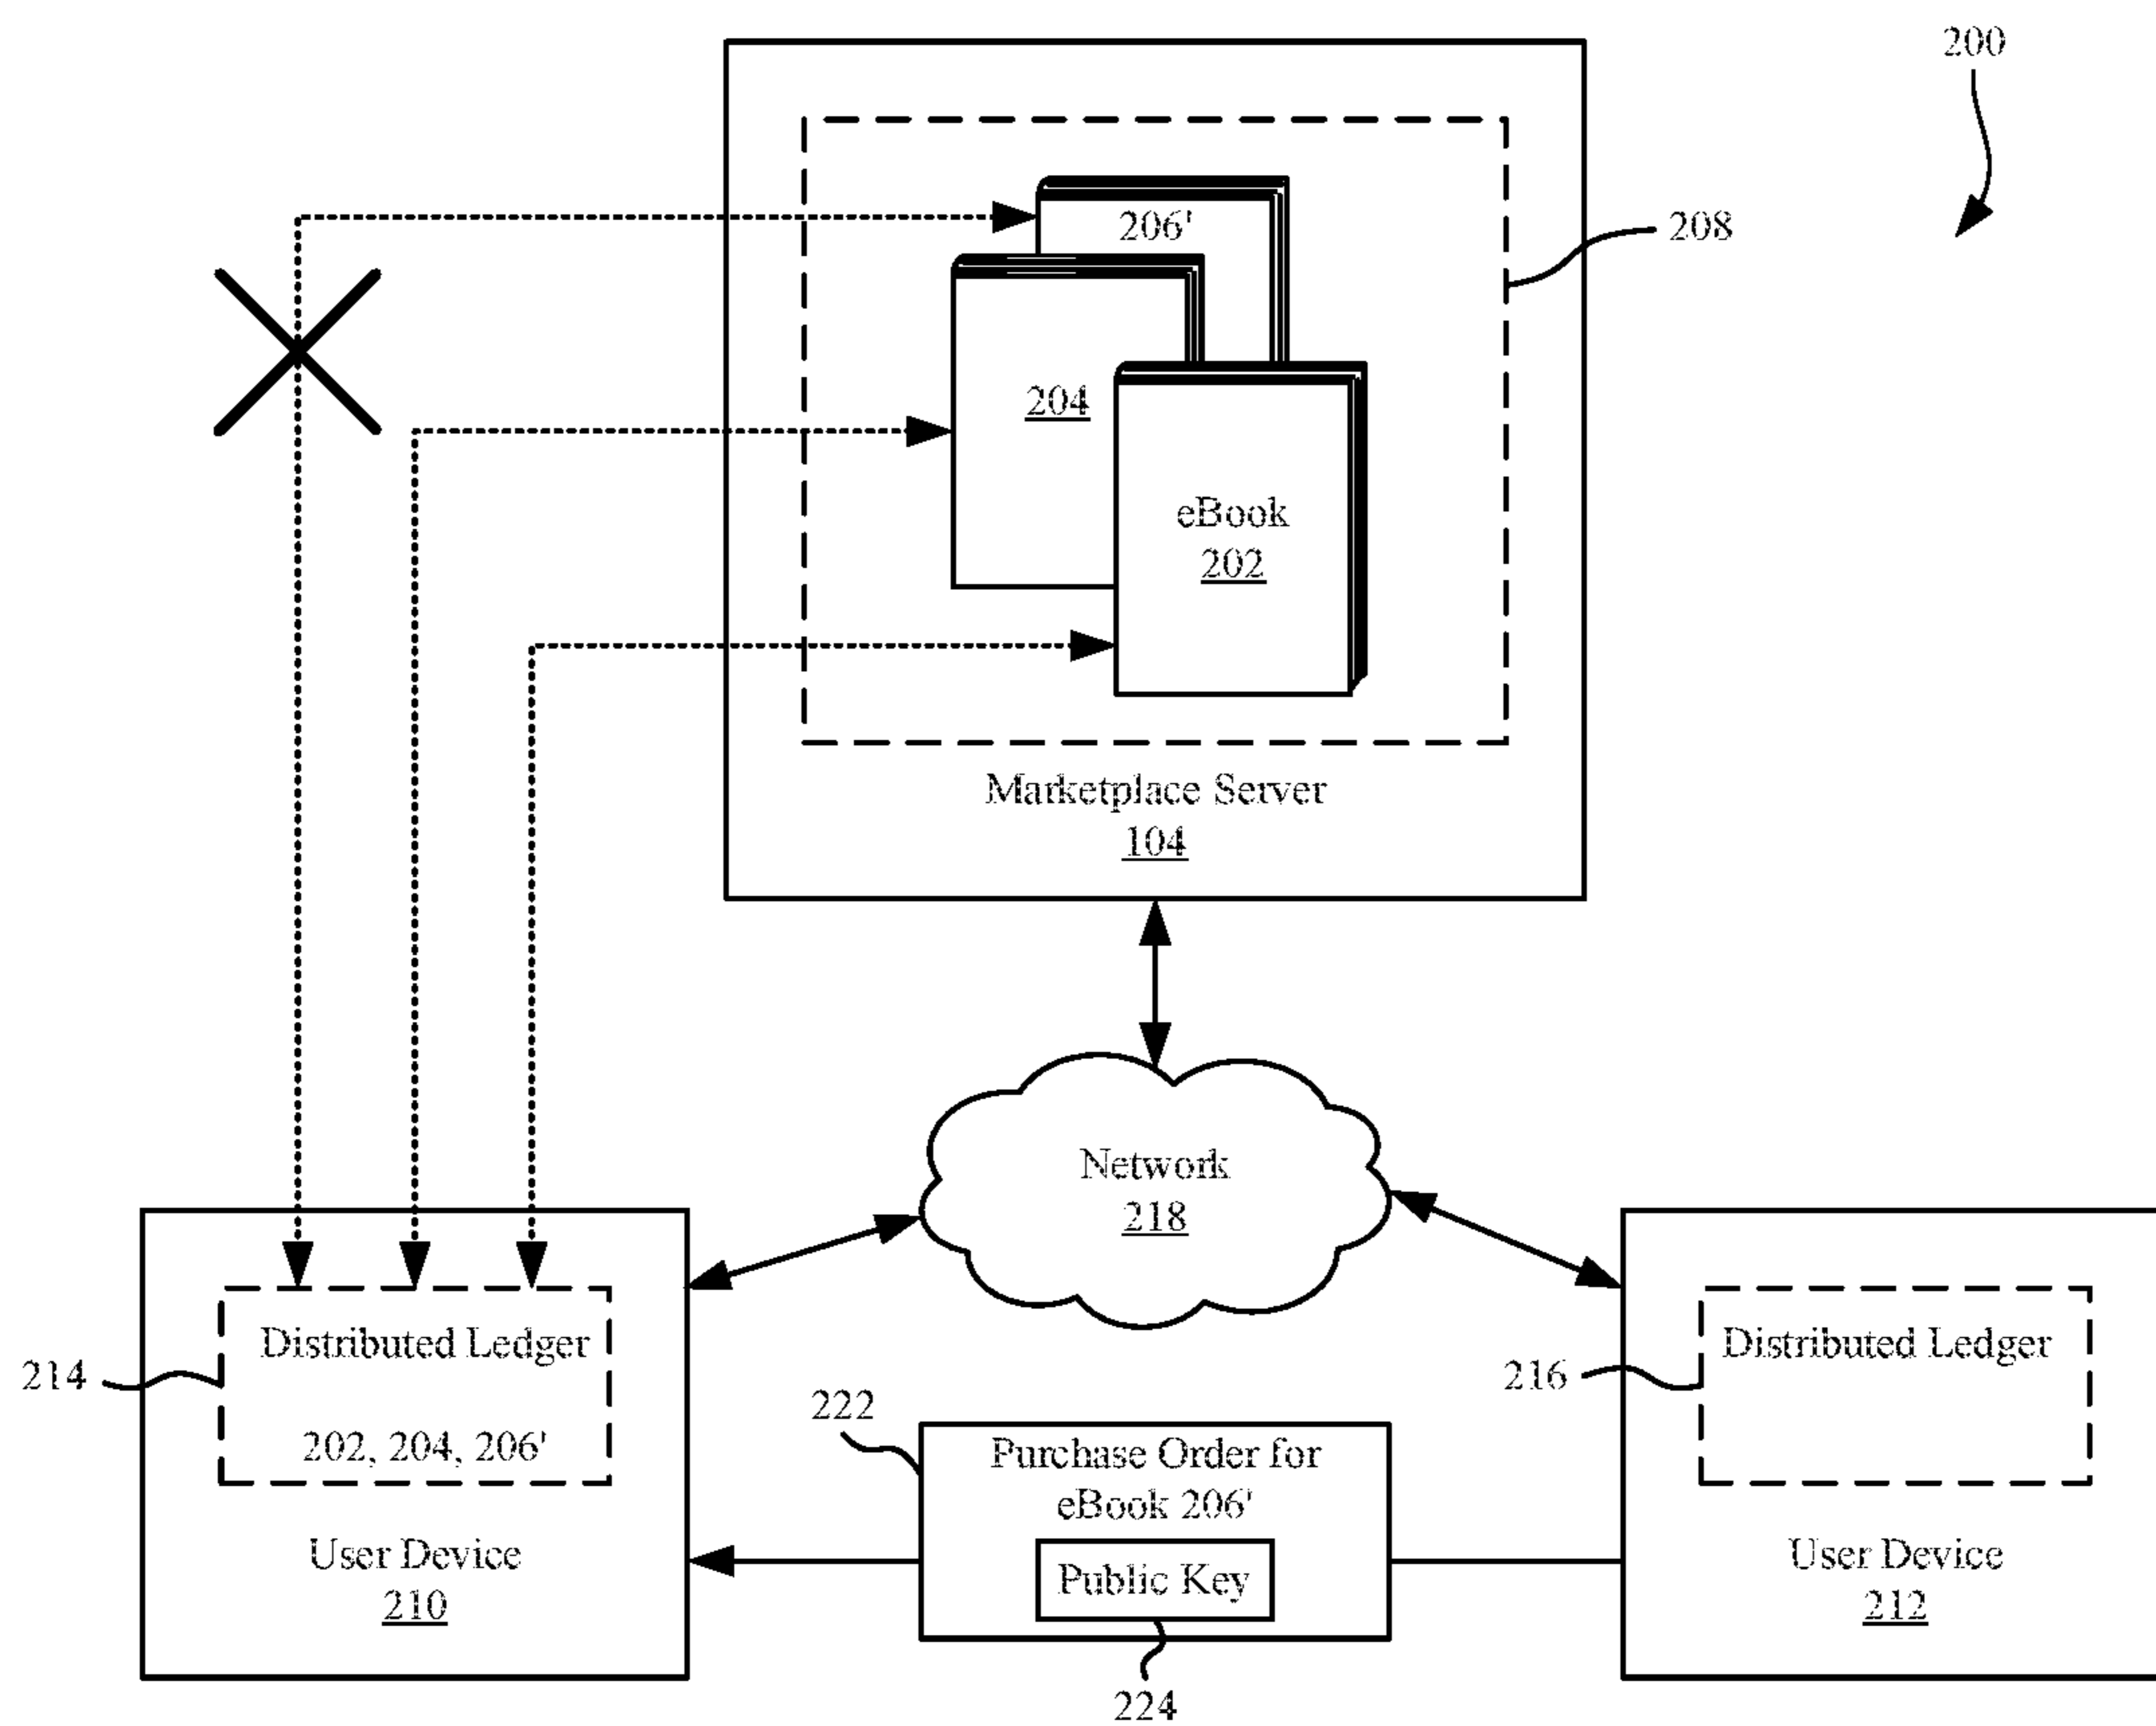 200
206'
208
204
eBook
202
Marketplace Server
104
Network
218
Distributed Ledger
214
202, 204, 206'
User Device
210
222
Purchase Order for
eBook 206'
Public Key
224
Distributed Ledger
216
User Device
212